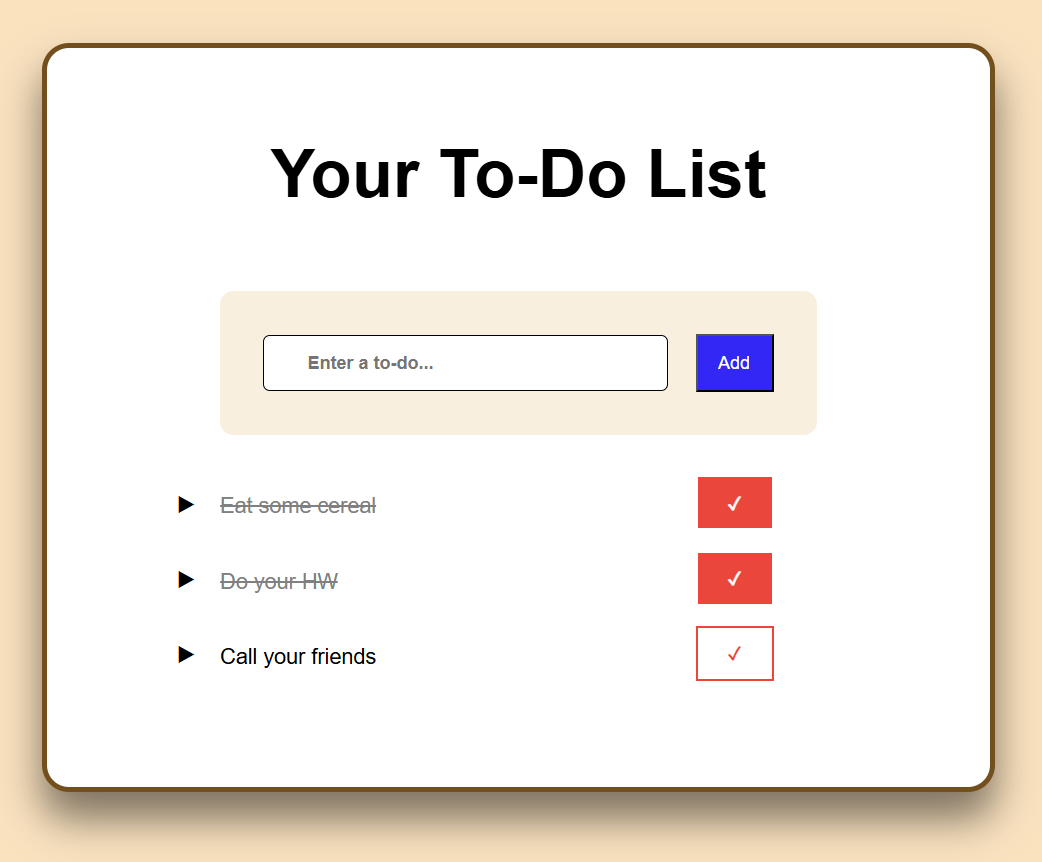 Your To-Do List
Enter a to-do... Add
Eat some cereal ✓
Do your HW ✓
Call your friends ✓